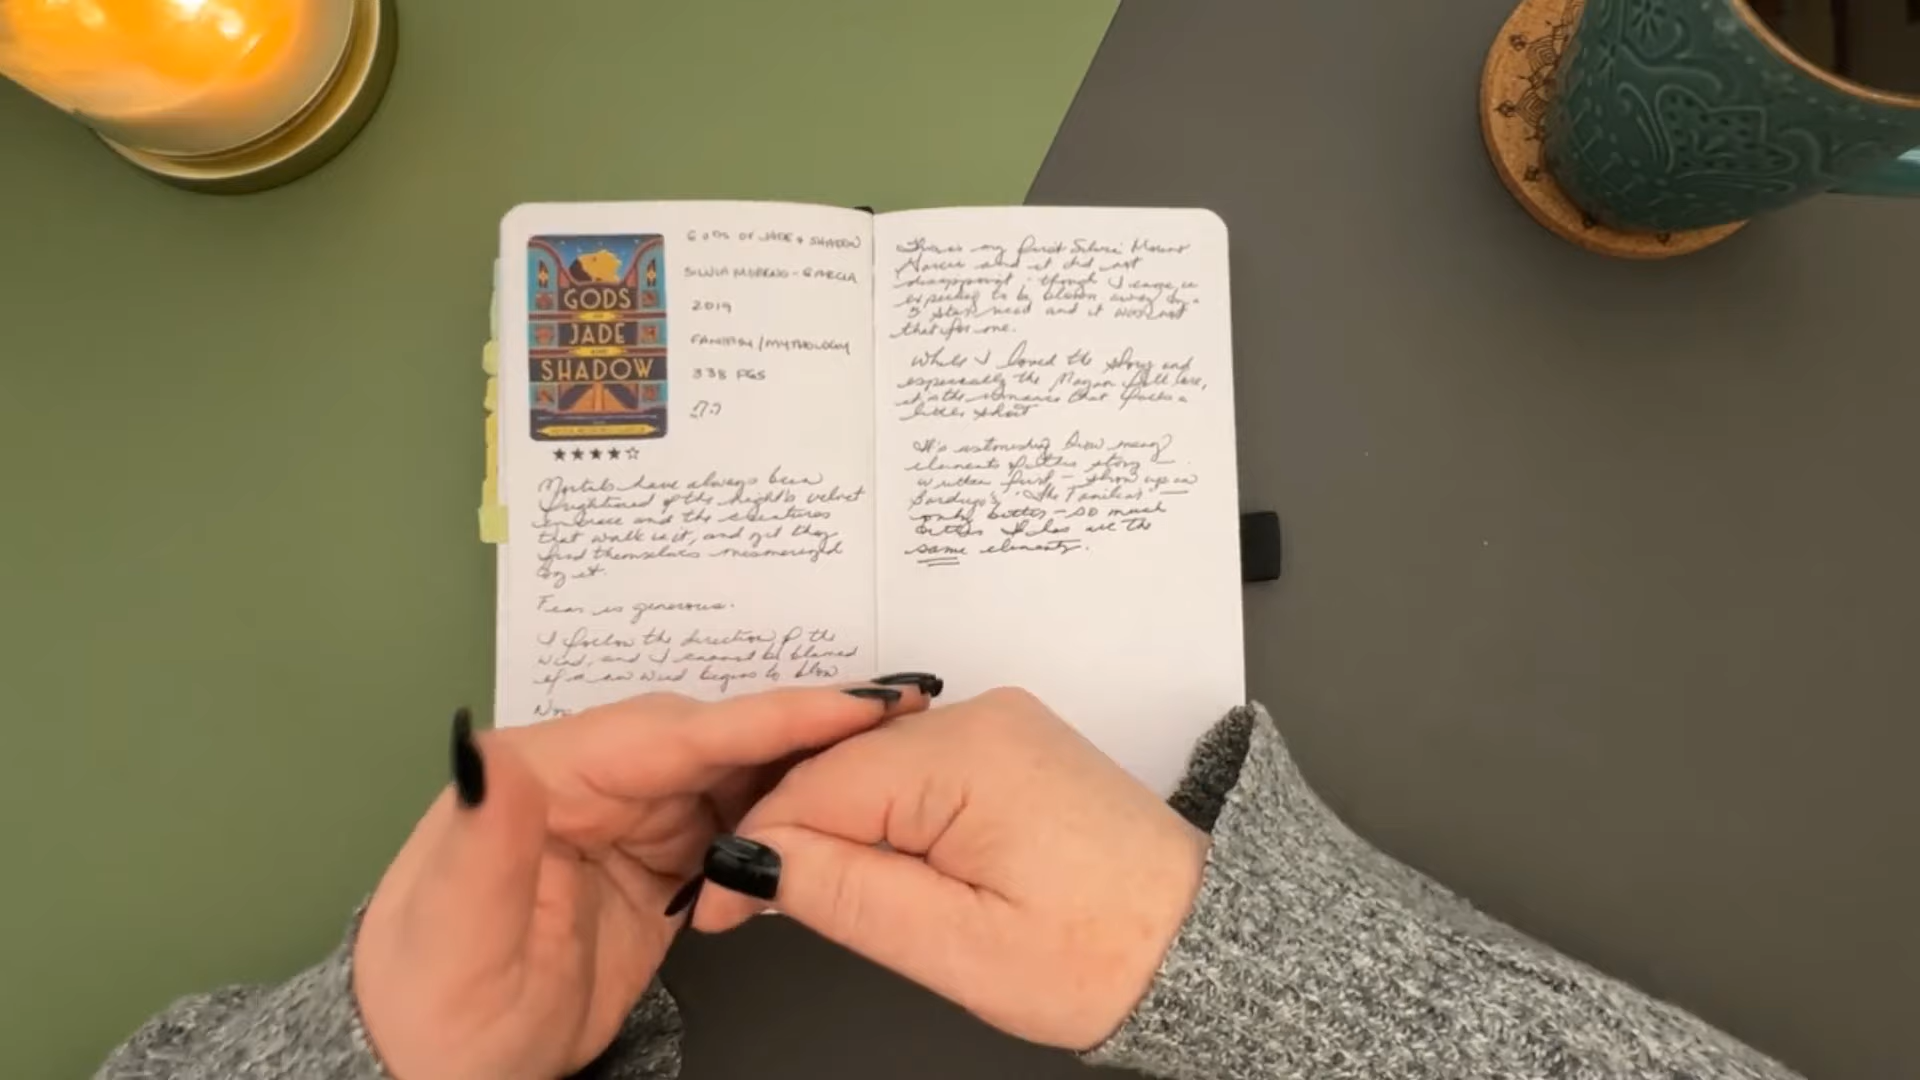 GODS
JADE
SHADOW
GODS OF JADE & SHADOW
SILVIA MORENO-GARCIA
2019
FANTASY/MYTHOLOGY
338 PGS
★★★★☆
Mortals have always been
frightened of the night's velvet
embrace and the creatures
that walk in it, and yet they
find themselves mesmerized
by it.
Fear is generous.
I follow the direction of the
wind, and I cannot be blamed
if a new wind begins to blow
This is my first Silvia Moreno
Garcia and it did not
disappoint, though I came in
expecting to be blown away by a
5 star read and it was not
that for me.
While I loved the story and
especially the Mayan folk lore,
it's the romance that falls a
little short
It's astonishing how many
elements of this story —
written first — show up in
Bardugo's "The Familiar" —
only better — so much
better. It has all the
same elements.